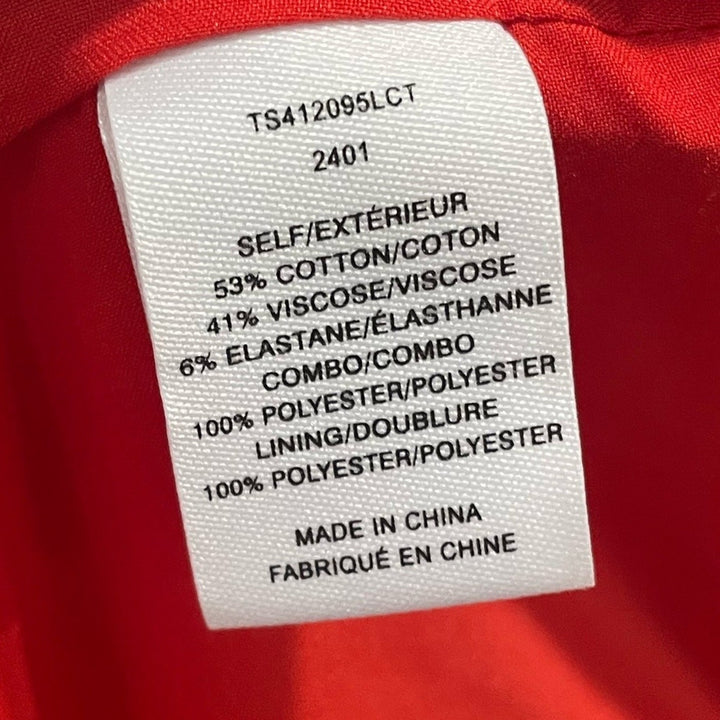 TS412095LCT
2401
SELF/EXTÉRIEUR
53% COTTON/COTON
41% VISCOSE/VISCOSE
6% ELASTANE/ÉLASTHANNE
COMBO/COMBO
100% POLYESTER/POLYESTER
LINING/DOUBLURE
100% POLYESTER/POLYESTER
MADE IN CHINA
FABRIQUÉ EN CHINE